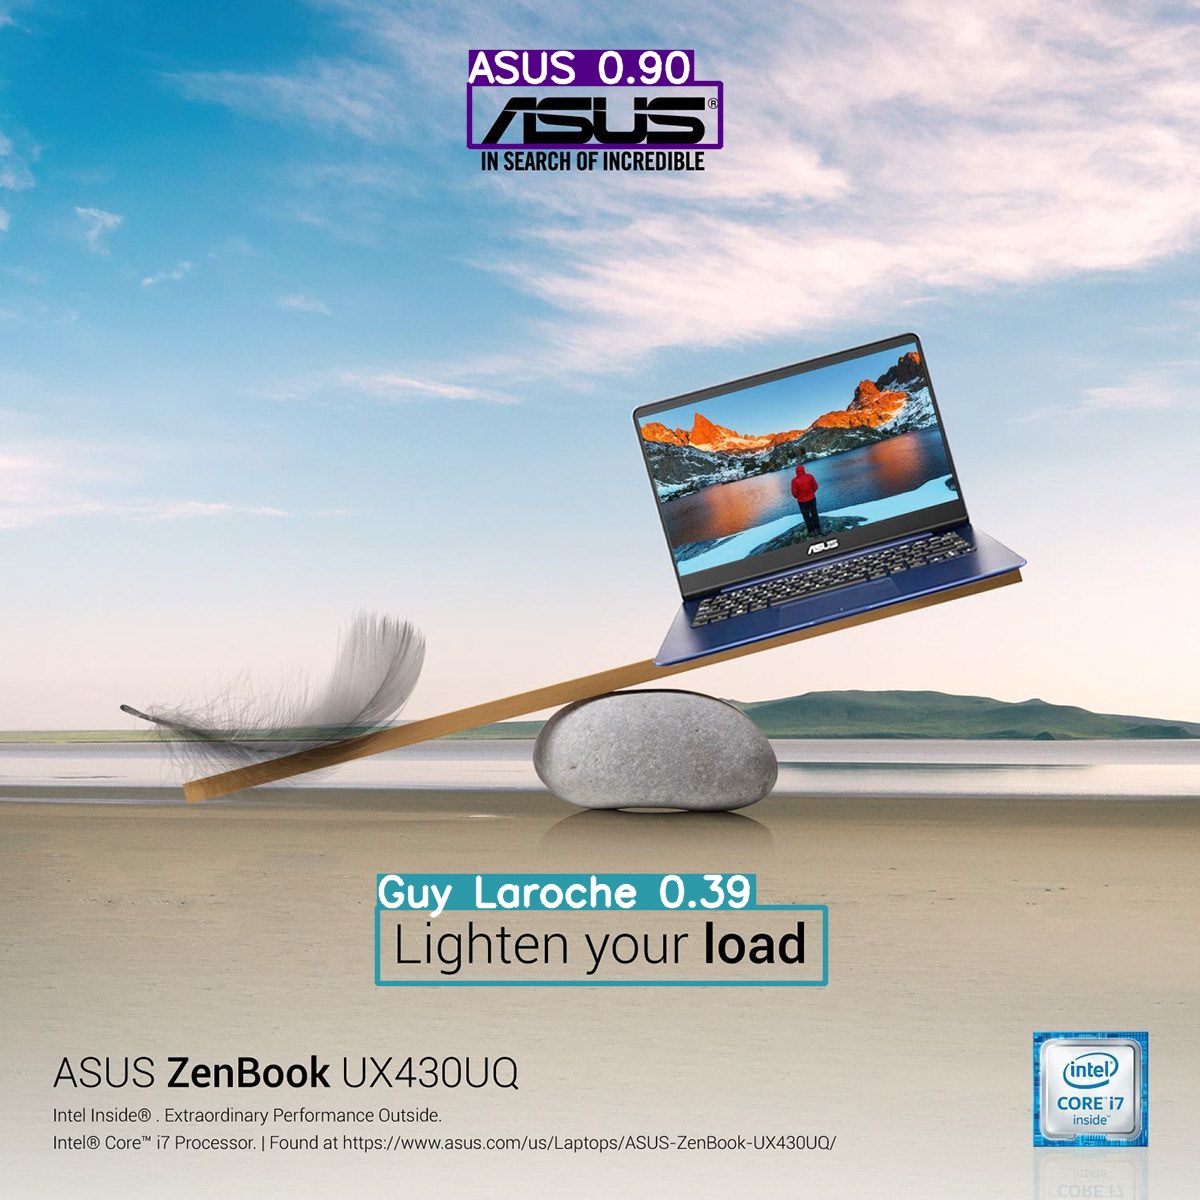 ASUS 0.90
ASUS®
IN SEARCH OF INCREDIBLE
ASUS
Guy Laroche 0.39
Lighten your load
ASUS ZenBook UX430UQ
Intel Inside® . Extraordinary Performance Outside.
Intel® Core™ i7 Processor. | Found at https://www.asus.com/us/Laptops/ASUS-ZenBook-UX430UQ/
intel®
CORE™ i7
inside™